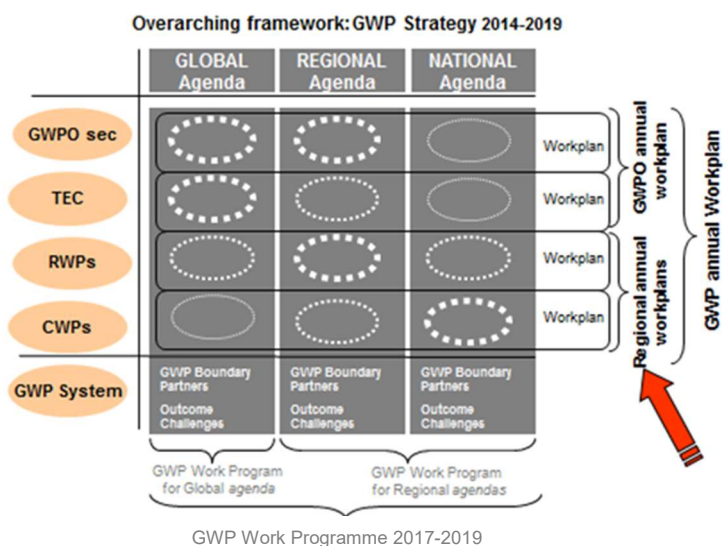 Overarching framework: GWP Strategy 2014-2019
GLOBAL Agenda
REGIONAL Agenda
NATIONAL Agenda
GWPO sec
Workplan
TEC
Workplan
RWPs
Workplan
CWPs
Workplan
GWPO annual
workplan
Regional annual
workplans
GWP annual Workplan
GWP System
GWP Boundary
Partners
Outcome
Challenges
GWP Boundary
Partners
Outcome
Challenges
GWP Boundary
Partners
Outcome
Challenges
GWP Work Program
for Global agenda
GWP Work Program
for Regional agendas
GWP Work Programme 2017-2019